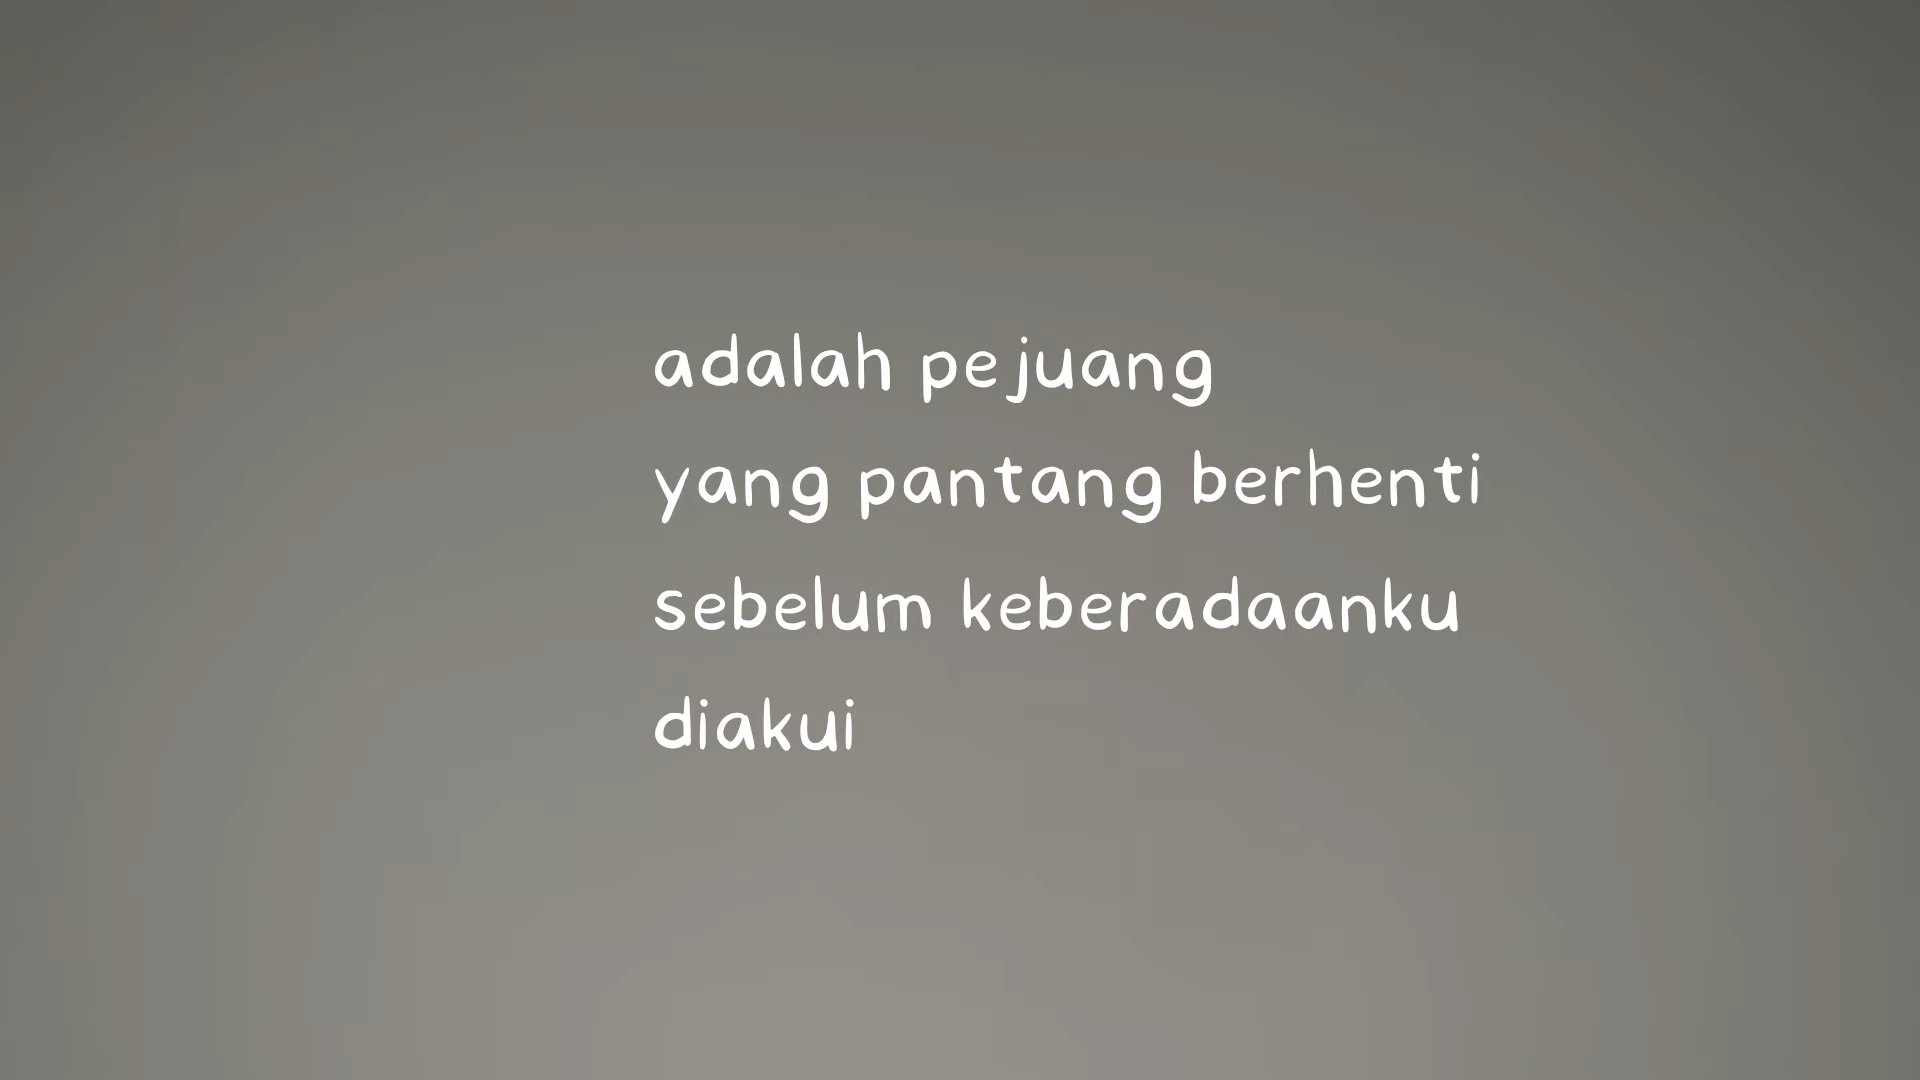 adalah pejuang
yang pantang berhenti
sebelum keberadaanku
diakui